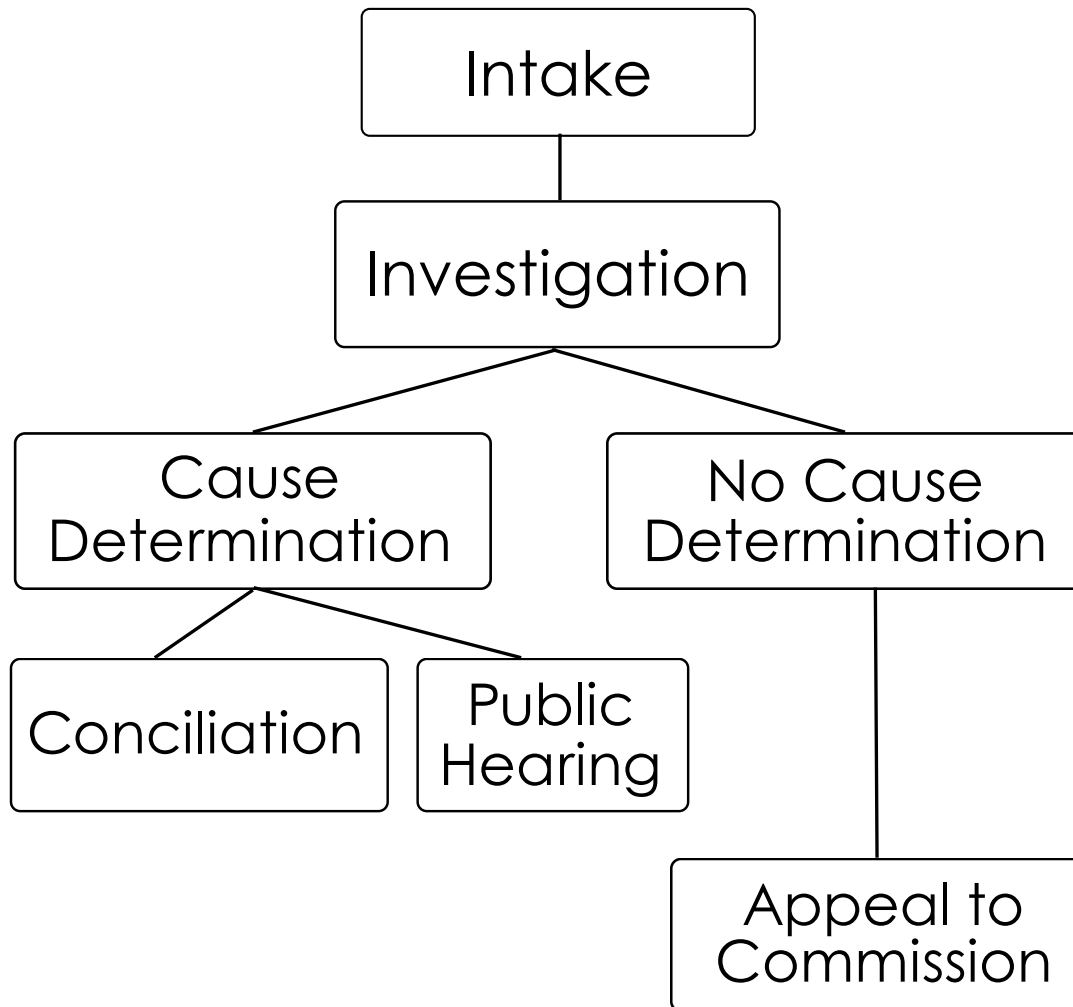 Intake
Investigation
Cause
Determination
No Cause
Determination
Conciliation
Public
Hearing
Appeal to
Commission